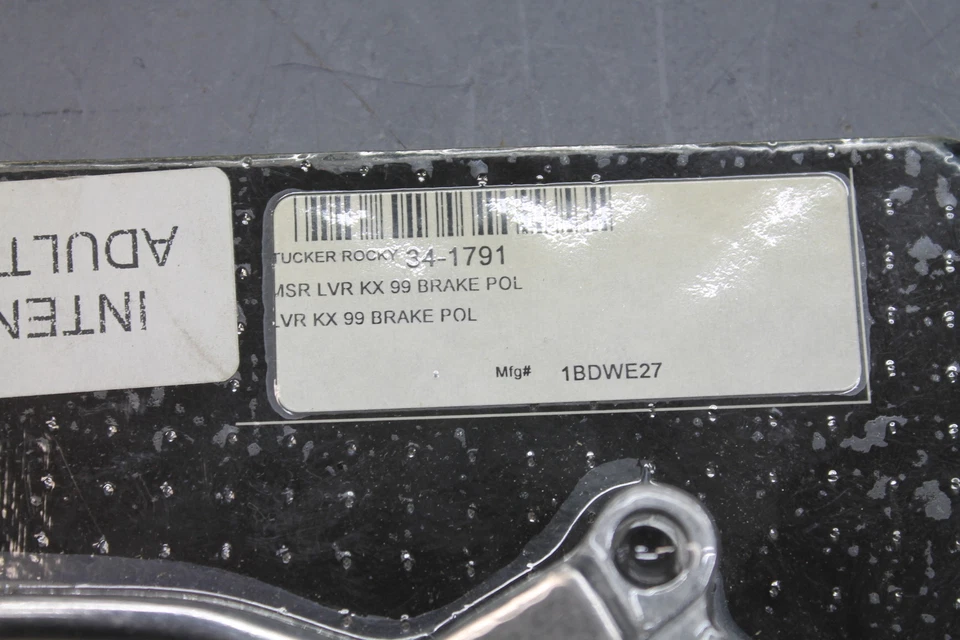 TUCKER ROCKY 34-1791
MSR LVR KX 99 BRAKE POL
LVR KX 99 BRAKE POL
Mfg# 1BDWE27
INTEN
ADULT